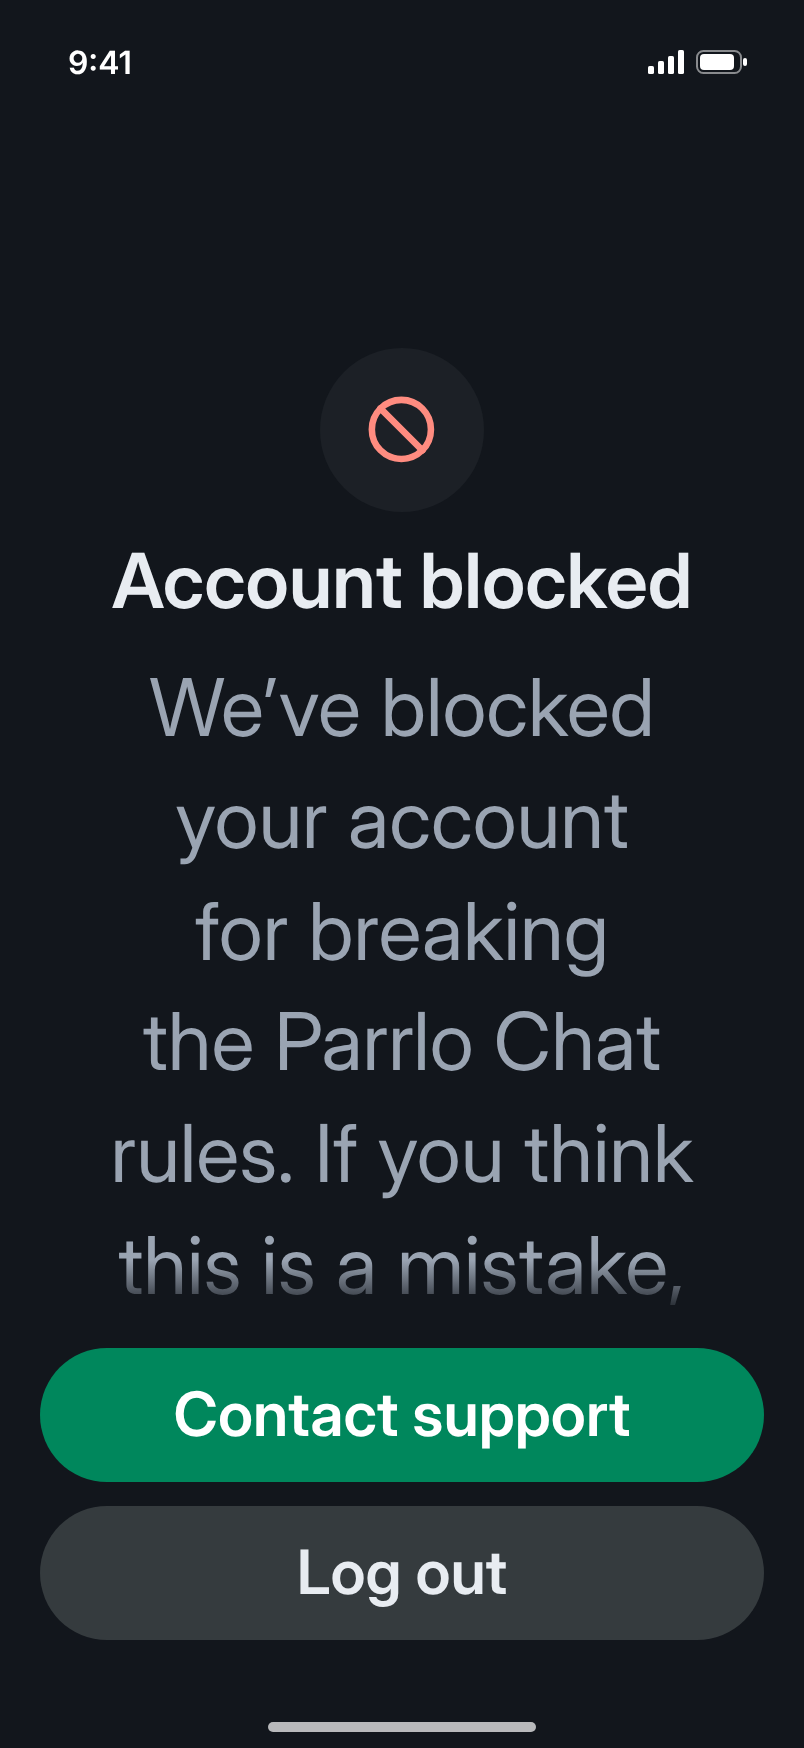 9:41
Account blocked
We’ve blocked
your account
for breaking
the Parrlo Chat
rules. If you think
this is a mistake,
Contact support
Log out